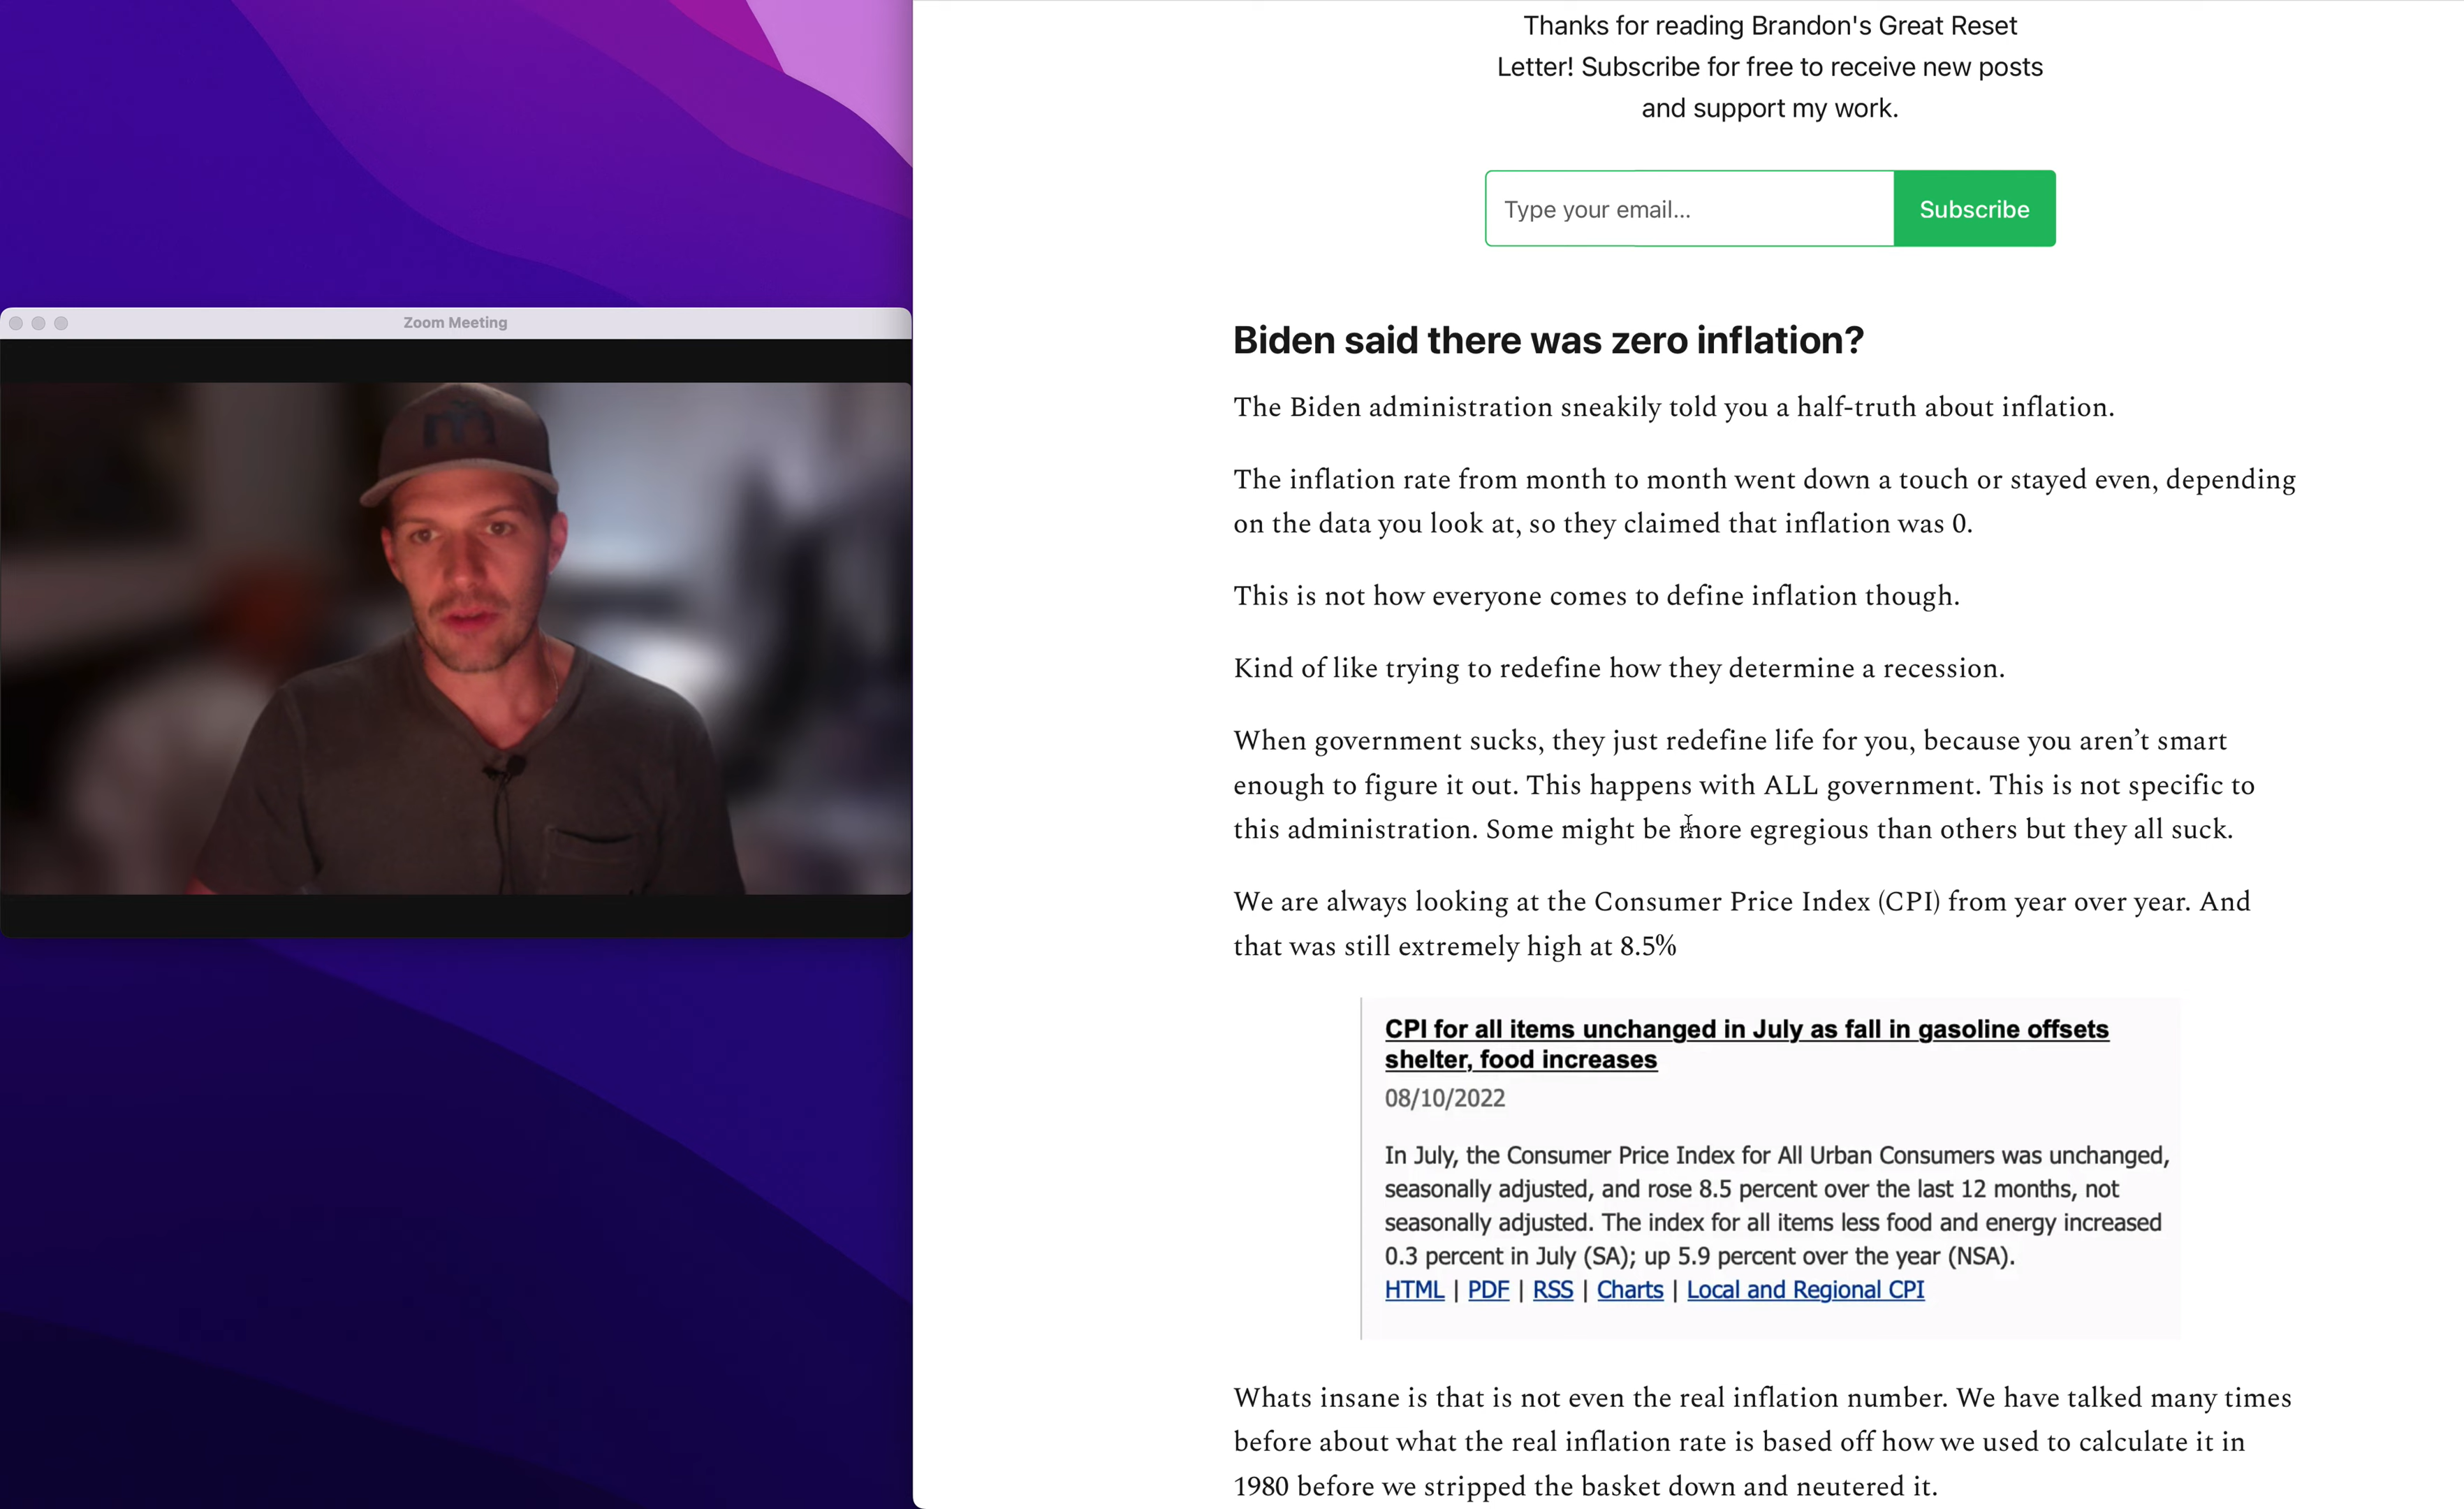 Thanks for reading Brandon's Great Reset
Letter! Subscribe for free to receive new posts
and support my work.
Type your email...
Subscribe
Zoom Meeting
Biden said there was zero inflation?
The Biden administration sneakily told you a half-truth about inflation.
The inflation rate from month to month went down a touch or stayed even, depending
on the data you look at, so they claimed that inflation was 0.
This is not how everyone comes to define inflation though.
Kind of like trying to redefine how they determine a recession.
When government sucks, they just redefine life for you, because you aren’t smart
enough to figure it out. This happens with ALL government. This is not specific to
this administration. Some might be more egregious than others but they all suck.
We are always looking at the Consumer Price Index (CPI) from year over year. And
that was still extremely high at 8.5%
CPI for all items unchanged in July as fall in gasoline offsets
shelter, food increases
08/10/2022
In July, the Consumer Price Index for All Urban Consumers was unchanged,
seasonally adjusted, and rose 8.5 percent over the last 12 months, not
seasonally adjusted. The index for all items less food and energy increased
0.3 percent in July (SA); up 5.9 percent over the year (NSA).
HTML | PDF | RSS | Charts | Local and Regional CPI
Whats insane is that is not even the real inflation number. We have talked many times
before about what the real inflation rate is based off how we used to calculate it in
1980 before we stripped the basket down and neutered it.